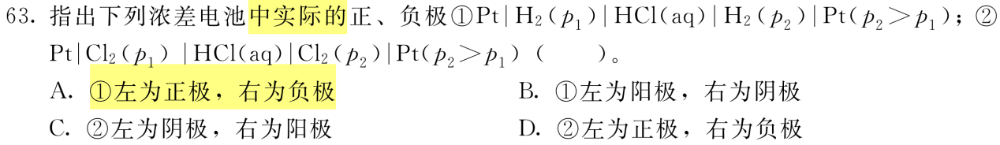 63. 指出下列浓差电池中实际的正、负极①Pt|H₂(p₁)|HCl(aq)|H₂(p₂)|Pt(p₂>p₁)；②
Pt|Cl₂(p₁)|HCl(aq)|Cl₂(p₂)|Pt(p₂>p₁)（　　）。
A. ①左为正极，右为负极　　B. ①左为阳极，右为阴极
C. ②左为阴极，右为阳极　　D. ②左为正极，右为负极